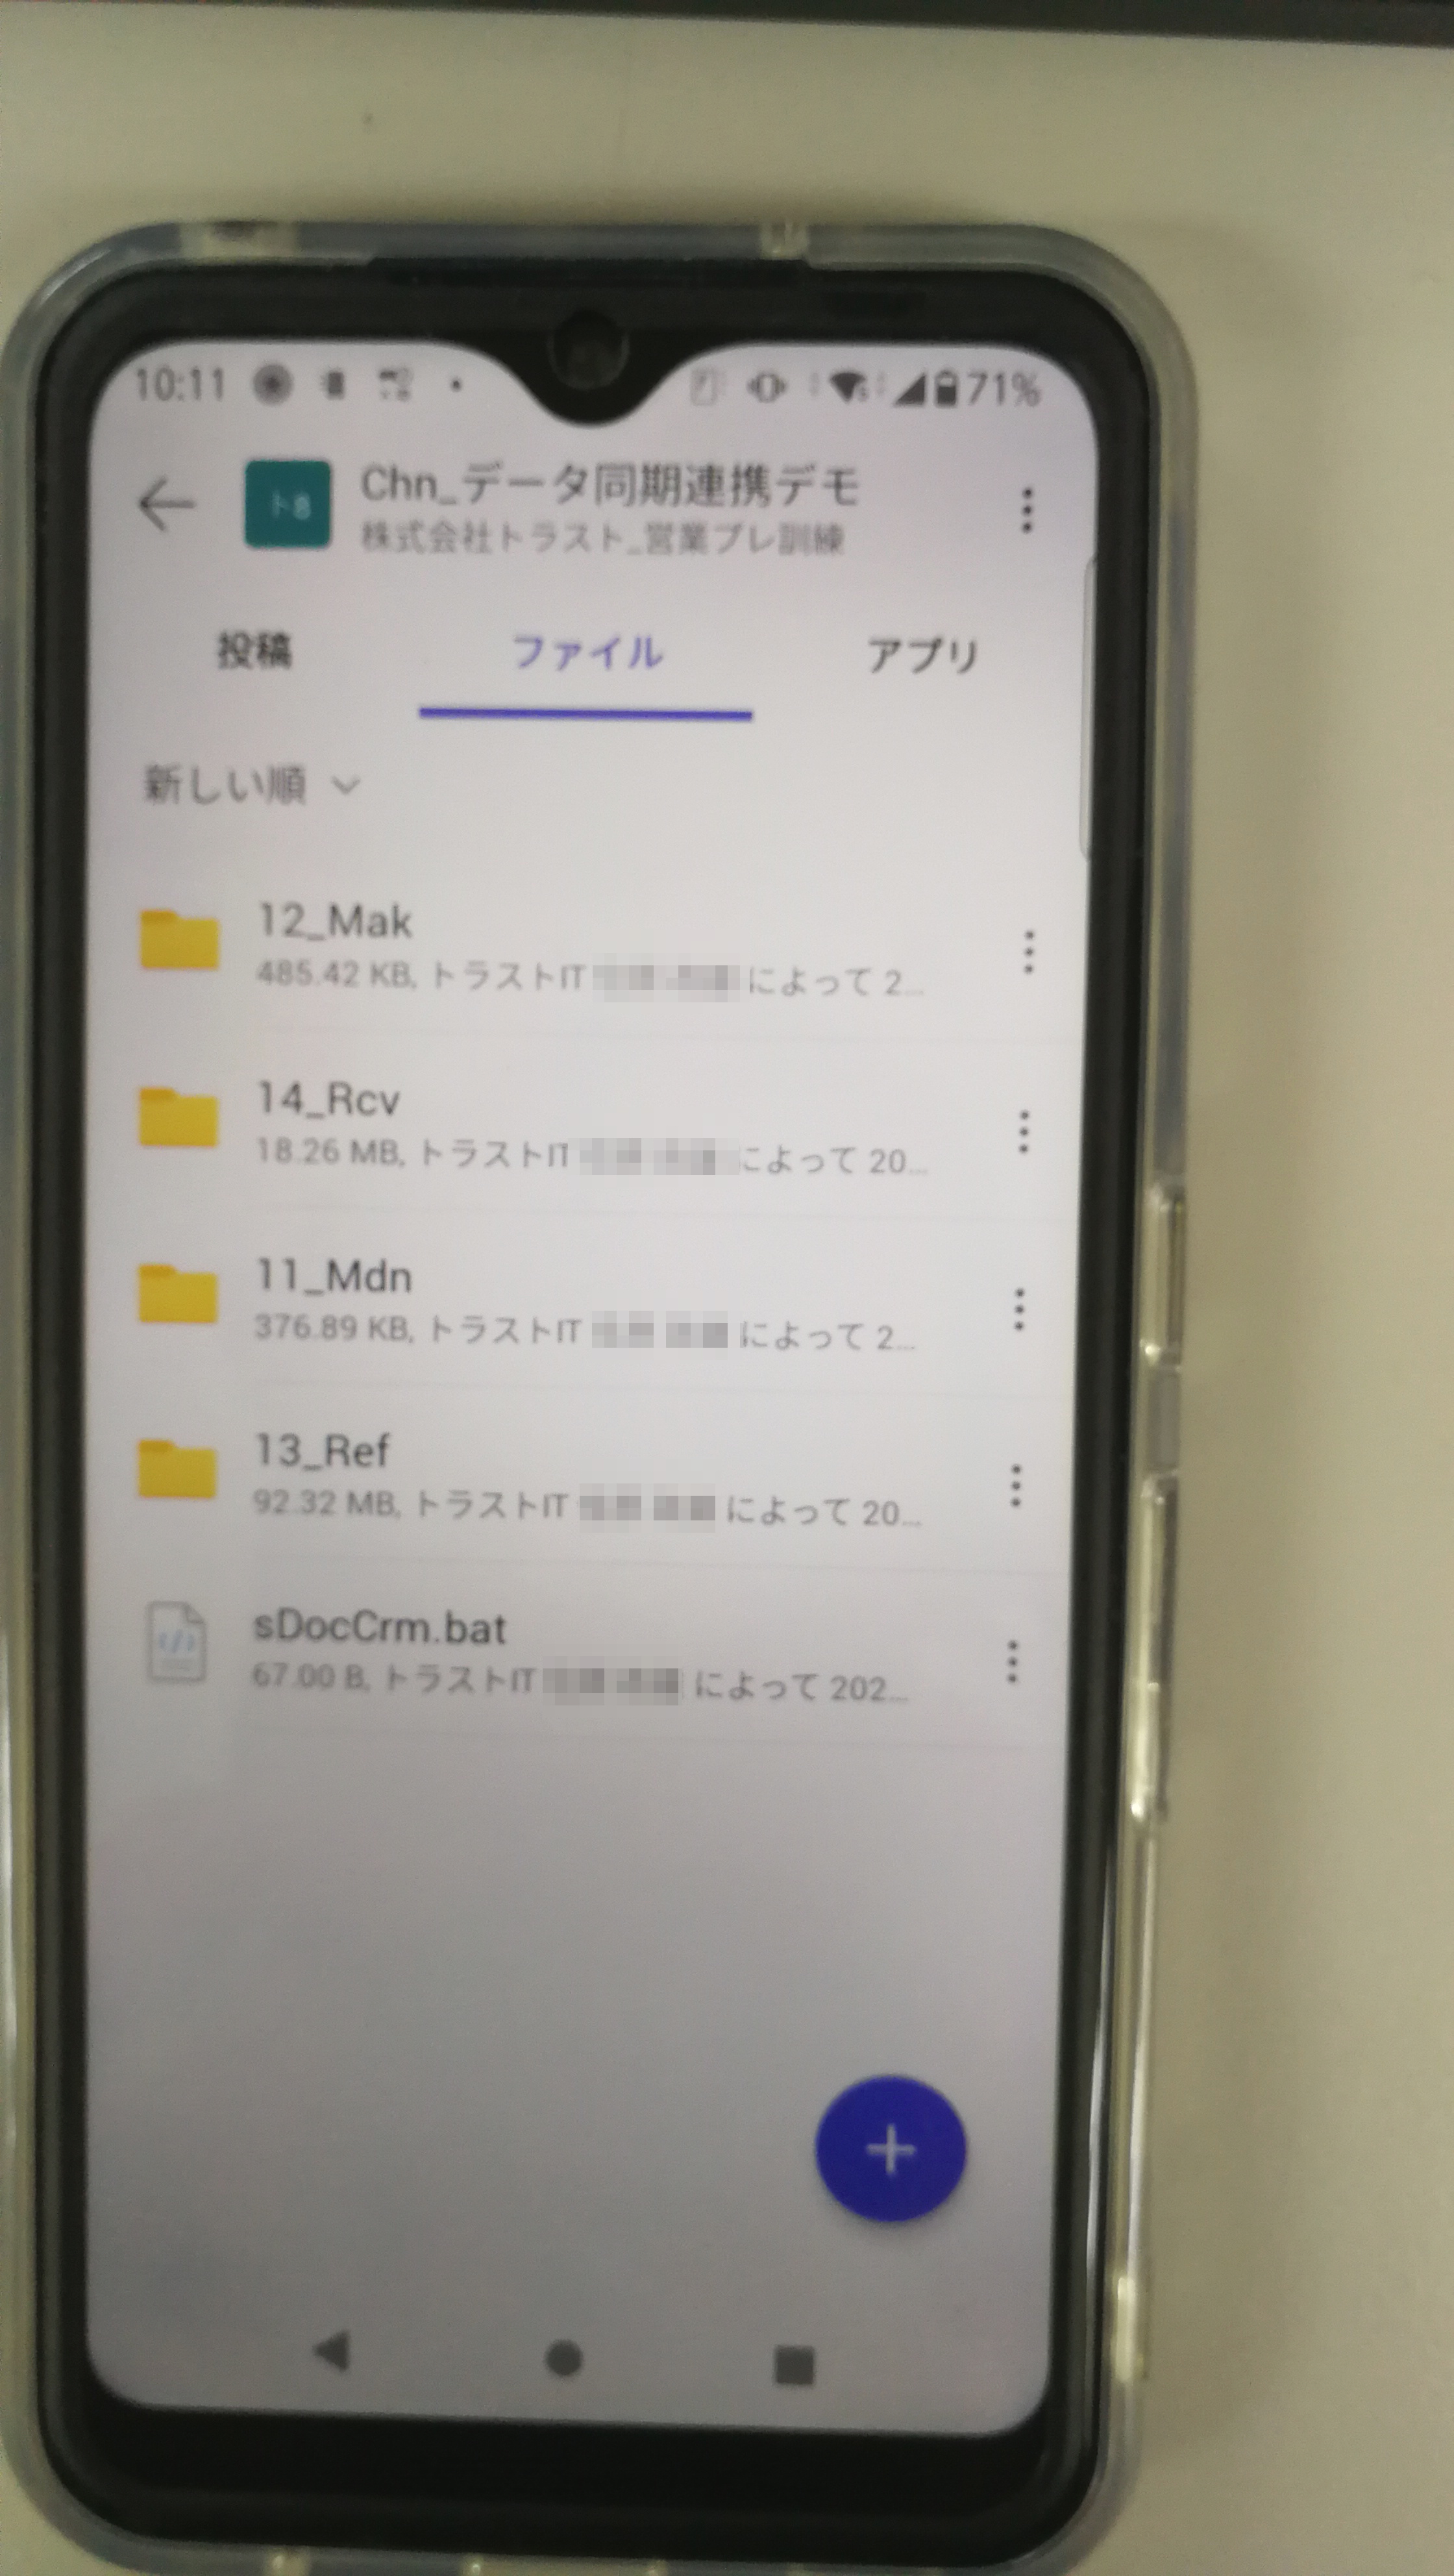 10:11
71%
Chn_データ同期連携デモ
株式会社トラスト_営業プレ訓練
投稿
ファイル
アプリ
新しい順
12_Mak
485.42 KB, トラストIT によって 2...
14_Rcv
18.26 MB, トラストIT によって 20...
11_Mdn
376.89 KB, トラストIT によって 2...
13_Ref
92.32 MB, トラストIT によって 20...
sDocCrm.bat
67.00 B, トラストIT によって 202...